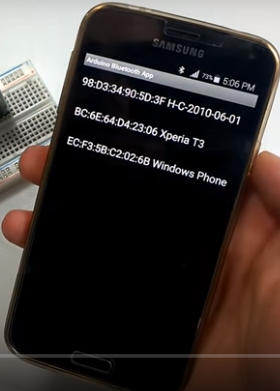 SAMSUNG
73% 5:06 PM
Arduino Bluetooth App
98:D3:34:90:5D:3F H-C-2010-06-01
BC:6E:64:D4:23:06 Xperia T3
EC:F3:5B:C2:02:6B Windows Phone